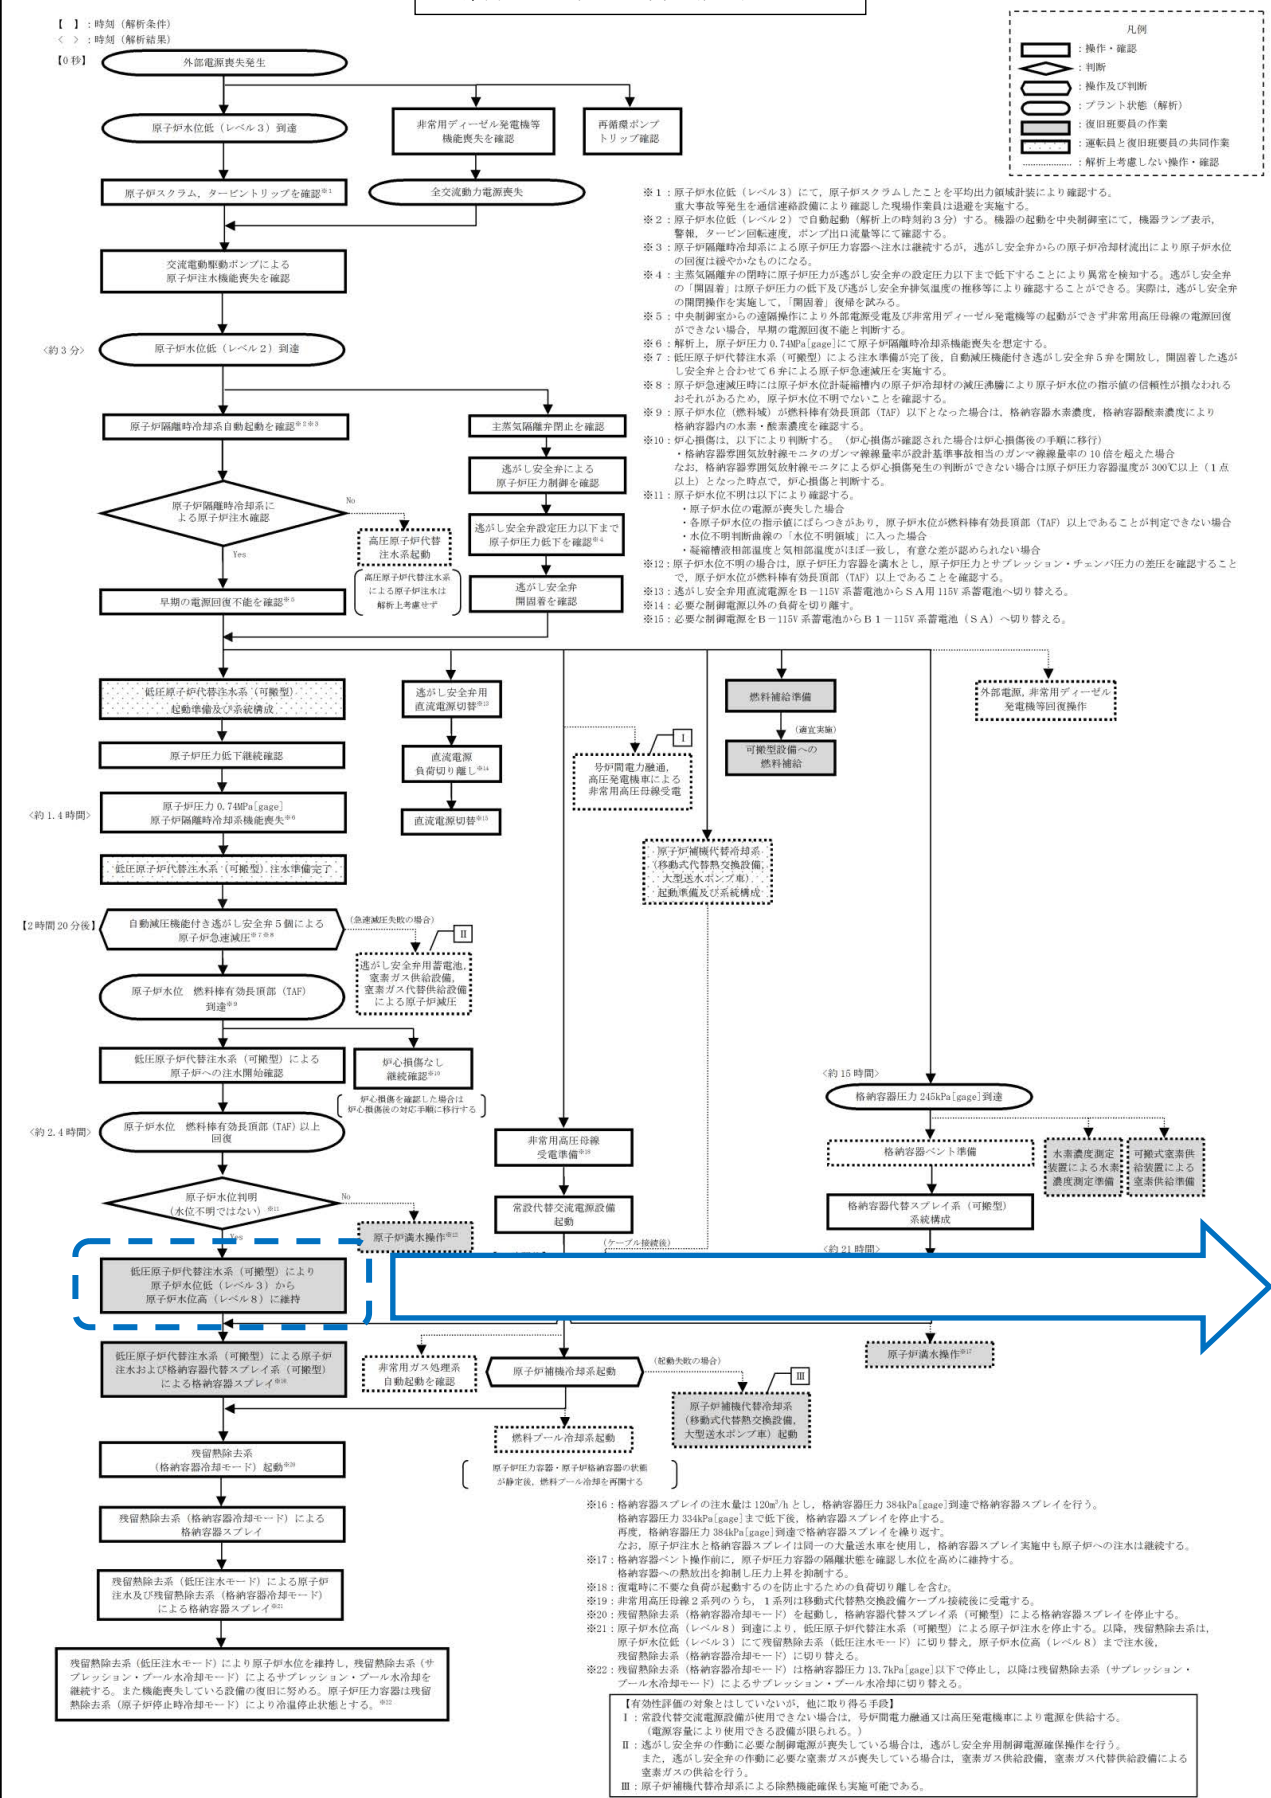 【 】：時刻（解析条件）
〈 〉：時刻（解析結果）
【0秒】
外部電源喪失発生
凡例
：操作・確認
：判断
：操作及び判断
：プラント状態（解析）
：復旧班要員の作業
：運転員と復旧班要員の共同作業
：解析上考慮しない操作・確認
原子炉水位低（レベル３）到達
非常用ディーゼル発電機等
機能喪失を確認
再循環ポンプ
トリップ確認
原子炉スクラム，タービントリップを確認※1
全交流動力電源喪失
交流電動駆動ポンプによる
原子炉注水機能喪失を確認
〈約３分〉
原子炉水位低（レベル２）到達
原子炉隔離時冷却系自動起動を確認※2※3
主蒸気隔離弁閉止を確認
逃がし安全弁による
原子炉圧力制御を確認
原子炉隔離時冷却系に
よる原子炉注水確認
No
Yes
高圧原子炉代替
注水系起動
高圧原子炉代替注水系
による原子炉注水は
解析上考慮せず
逃がし安全弁設定圧力以下まで
原子炉圧力低下を確認※4
逃がし安全弁
開固着を確認
早期の電源回復不能を確認※5
※１：原子炉水位低（レベル３）にて，原子炉スクラムしたことを平均出力領域計装により確認する。
重大事故等発生を通信連絡設備により確認した現場作業員は退避を実施する。
※２：原子炉水位低（レベル２）で自動起動（解析上の時刻約３分）する。機器の起動を中央制御室にて，機器ランプ表示，
警報，タービン回転速度，ポンプ出口流量等にて確認する。
※３：原子炉隔離時冷却系による原子炉圧力容器へ注水は継続するが，逃がし安全弁からの原子炉冷却材流出により原子炉水位
の回復は緩やかなものになる。
※４：主蒸気隔離弁の閉時に原子炉圧力が逃がし安全弁の設定圧力以下まで低下することにより異常を検知する。逃がし安全弁
の「開固着」は原子炉圧力の低下及び逃がし安全弁排気温度の推移等により確認することができる。実際は，逃がし安全弁
の開閉操作を実施して，「開固着」復帰を試みる。
※５：中央制御室からの遠隔操作により外部電源受電及び非常用ディーゼル発電機等の起動ができず非常用高圧母線の電源回復
ができない場合，早期の電源回復不能と判断する。
※６：解析上，原子炉圧力0.74MPa[gage]にて原子炉隔離時冷却系機能喪失を想定する。
※７：低圧原子炉代替注水系（可搬型）による注水準備が完了後，自動減圧機能付き逃がし安全弁５弁を開放し，開固着した逃が
し安全弁と合わせて６弁による原子炉急速減圧を実施する。
※８：原子炉急速減圧時には原子炉水位計凝縮槽内の原子炉冷却材の減圧沸騰により原子炉水位の指示値の信頼性が損なわれる
おそれがあるため，原子炉水位不明でないことを確認する。
※９：原子炉水位（燃料域）が燃料棒有効長頂部（TAF）以下となった場合は，格納容器水素濃度，格納容器酸素濃度により
格納容器内の水素・酸素濃度を確認する。
※10：炉心損傷は，以下により判断する。（炉心損傷が確認された場合は炉心損傷後の手順に移行）
・格納容器雰囲気放射線モニタのガンマ線線量率が設計基準事故相当のガンマ線線量率の10倍を超えた場合
なお，格納容器雰囲気放射線モニタによる炉心損傷発生の判断ができない場合は原子炉圧力容器温度が300℃以上（１点
以上）となった時点で，炉心損傷と判断する。
※11：原子炉水位不明は以下により確認する。
・原子炉水位の電源が喪失した場合
・各原子炉水位の指示値にばらつきがあり，原子炉水位が燃料棒有効長頂部（TAF）以上であることが判定できない場合
・水位不明判断曲線の「水位不明領域」に入った場合
・凝縮槽液相部温度と気相部温度がほぼ一致し，有意な差が認められない場合
※12：原子炉水位不明の場合は，原子炉圧力容器を満水とし，原子炉圧力とサプレッション・チェンバ圧力の差圧を確認すること
で，原子炉水位が燃料棒有効長頂部（TAF）以上であることを確認する。
※13：逃がし安全弁用直流電源をＢ－115V系蓄電池からＳＡ用115V系蓄電池へ切り替える。
※14：必要な制御電源以外の負荷を切り離す。
※15：必要な制御電源をＢ－115V系蓄電池からＢ１－115V系蓄電池（ＳＡ）へ切り替える。
低圧原子炉代替注水系（可搬型）
起動準備及び系統構成
逃がし安全弁用
直流電源切替※13
燃料補給準備
外部電源，非常用ディーゼル
発電機等回復操作
（適宜実施）
原子炉圧力低下継続確認
直流電源
負荷切り離し※14
Ⅰ
号炉間電力融通，
高圧発電機車による
非常用高圧母線受電
可搬型設備への
燃料補給
〈約1.4時間〉
原子炉圧力0.74MPa[gage]
原子炉隔離時冷却系機能喪失※6
直流電源切替※15
低圧原子炉代替注水系（可搬型）注水準備完了
原子炉補機代替冷却系
（移動式代替熱交換設備，
大型送水ポンプ車）
起動準備及び系統構成
【2時間20分後】
自動減圧機能付き逃がし安全弁５個による
原子炉急速減圧※7※8
（急速減圧失敗の場合）
Ⅱ
逃がし安全弁用蓄電池，
窒素ガス供給設備，
窒素ガス代替供給設備
による原子炉減圧
原子炉水位 燃料棒有効長頂部（TAF）
到達※9
低圧原子炉代替注水系（可搬型）による
原子炉への注水開始確認
炉心損傷なし
継続確認※10
炉心損傷を確認した場合は
炉心損傷後の対応手順に移行する
〈約15時間〉
格納容器圧力245kPa[gage]到達
〈約2.4時間〉
原子炉水位 燃料棒有効長頂部（TAF）以上
回復
非常用高圧母線
受電準備※18
格納容器ベント準備
水素濃度測定
装置による水素
濃度測定準備
可搬式窒素供
給装置による
窒素供給準備
原子炉水位判明
（水位不明ではない）※11
No
Yes
原子炉満水操作※12
常設代替交流電源設備
起動
格納容器代替スプレイ系（可搬型）
系統構成
（ケーブル接続後）
〈約21時間〉
低圧原子炉代替注水系（可搬型）により
原子炉水位低（レベル３）から
原子炉水位高（レベル８）に維持
低圧原子炉代替注水系（可搬型）による原子炉
注水および格納容器代替スプレイ系（可搬型）
による格納容器スプレイ※16
非常用ガス処理系
自動起動を確認
原子炉補機冷却系起動
（起動失敗の場合）
Ⅲ
原子炉満水操作※17
原子炉補機代替冷却系
（移動式代替熱交換設備，
大型送水ポンプ車）起動
燃料プール冷却系起動
原子炉圧力容器・原子炉格納容器の状態
が静定後，燃料プール冷却を再開する
残留熱除去系
（格納容器冷却モード）起動※20
残留熱除去系（格納容器冷却モード）による
格納容器スプレイ
残留熱除去系（低圧注水モード）による原子炉
注水及び残留熱除去系（格納容器冷却モード）
による格納容器スプレイ※21
残留熱除去系（低圧注水モード）により原子炉水位を維持し，残留熱除去系（サ
プレッション・プール水冷却モード）によるサプレッション・プール水冷却を
継続する。また機能喪失している設備の復旧に努める。原子炉圧力容器は残留
熱除去系（原子炉停止時冷却モード）により冷温停止状態とする。※22
※16：格納容器スプレイの注水量は120m³/hとし，格納容器圧力384kPa[gage]到達で格納容器スプレイを行う。
格納容器圧力334kPa[gage]まで低下後，格納容器スプレイを停止する。
再度，格納容器圧力384kPa[gage]到達で格納容器スプレイを繰り返す。
なお，原子炉注水と格納容器スプレイは同一の大量送水車を使用し，格納容器スプレイ実施中も原子炉への注水は継続する。
※17：格納容器ベント操作前に，原子炉圧力容器の隔離状態を確認し水位を高めに維持する。
格納容器への熱放出を抑制し圧力上昇を抑制する。
※18：復電時に不要な負荷が起動するのを防止するための負荷切り離しを含む。
※19：非常用高圧母線２系列のうち，１系列は移動式代替熱交換設備ケーブル接続後に受電する。
※20：残留熱除去系（格納容器冷却モード）を起動し，格納容器代替スプレイ系（可搬型）による格納容器スプレイを停止する。
※21：原子炉水位高（レベル８）到達により，低圧原子炉代替注水系（可搬型）による原子炉注水を停止する。以降，残留熱除去系は，
原子炉水位低（レベル３）にて残留熱除去系（低圧注水モード）に切り替え，原子炉水位高（レベル８）まで注水後，
残留熱除去系（格納容器冷却モード）に切り替える。
※22：残留熱除去系（格納容器冷却モード）は格納容器圧力13.7kPa[gage]以下で停止し，以降は残留熱除去系（サプレッション・
プール水冷却モード）によるサプレッション・プール水冷却に切り替える。
【有効性評価の対象とはしていないが，他に取り得る手段】
Ⅰ：常設代替交流電源設備が使用できない場合は，号炉間電力融通又は高圧発電機車により電源を供給する。
（電源容量により使用できる設備が限られる。）
Ⅱ：逃がし安全弁の作動に必要な制御電源が喪失している場合は，逃がし安全弁用制御電源確保操作を行う。
また，逃がし安全弁の作動に必要な窒素ガスが喪失している場合は，窒素ガス供給設備，窒素ガス代替供給設備による
窒素ガスの供給を行う。
Ⅲ：原子炉補機代替冷却系による除熱機能確保も実施可能である。